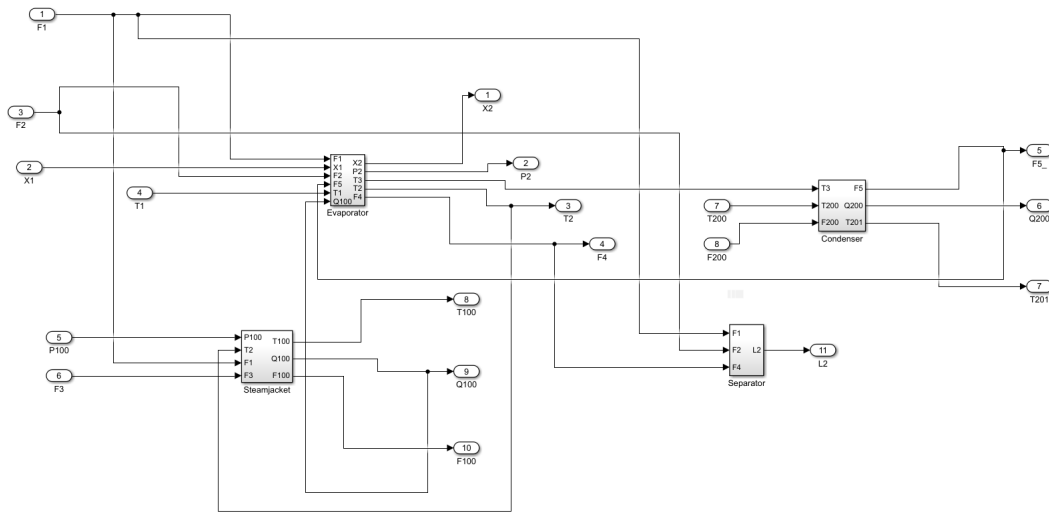 1
F1
3
F2
2
X1
4
T1
F1
X1
F2
F5
T1
Q100
X2
P2
T3
T2
F4
Evaporator
1
X2
2
P2
3
T2
4
F4
7
T200
8
F200
T3
T200
F200
F5
Q200
T201
Condenser
5
F5_
6
Q200
7
T201
5
P100
6
F3
P100
T2
F1
F3
T100
Q100
F100
Steamjacket
8
T100
9
Q100
10
F100
F1
F2
F4
L2
Separator
11
L2